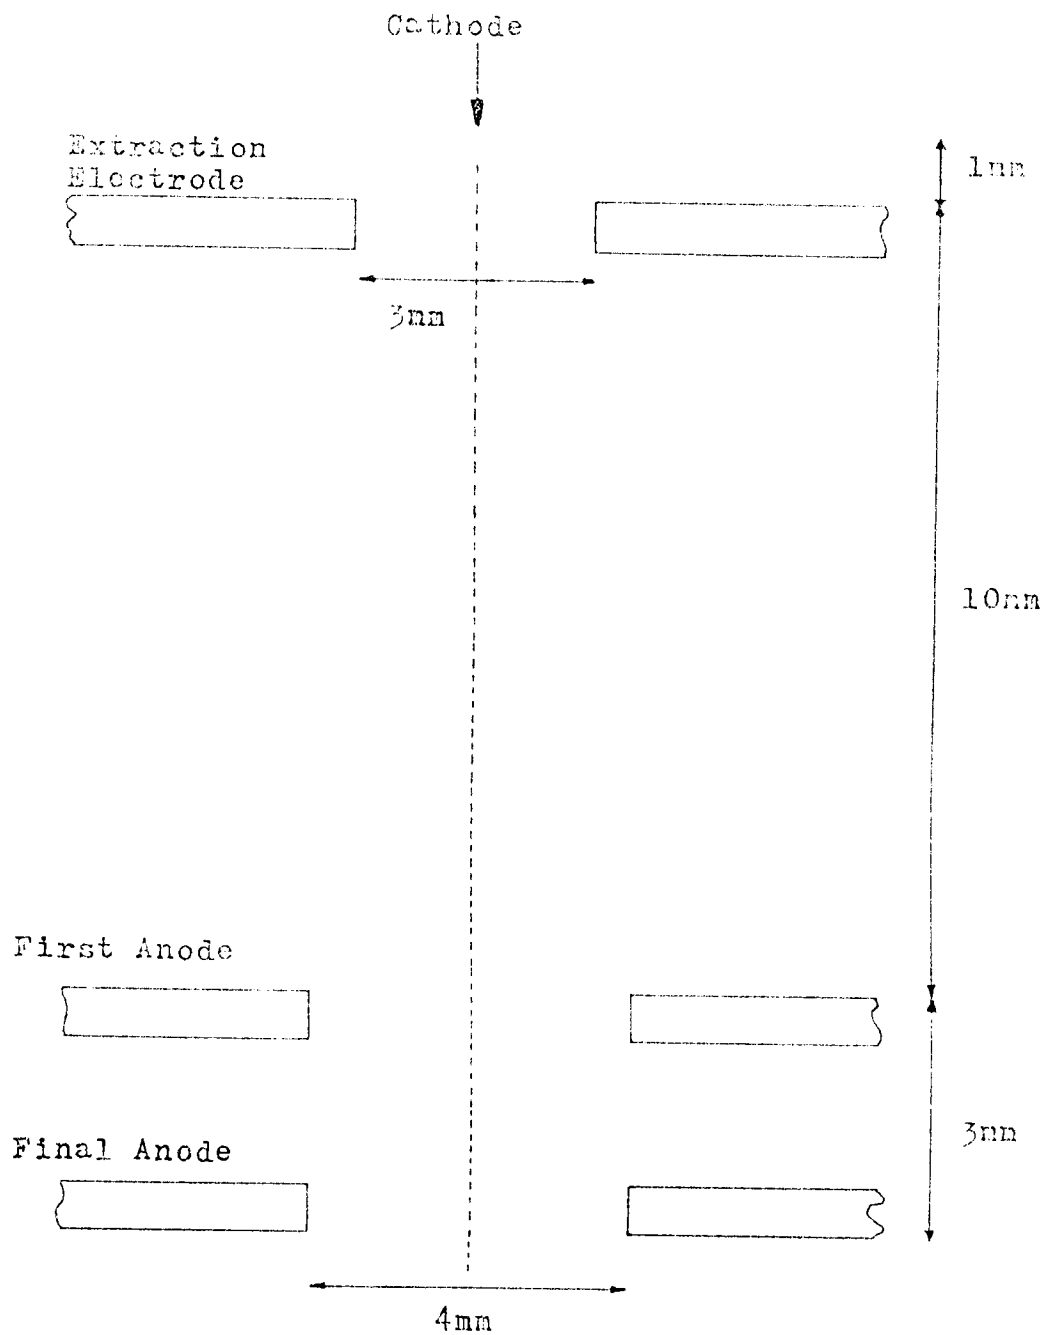 Cathode
Extraction
Electrode
1mm
3mm
10mm
First Anode
3mm
Final Anode
4mm